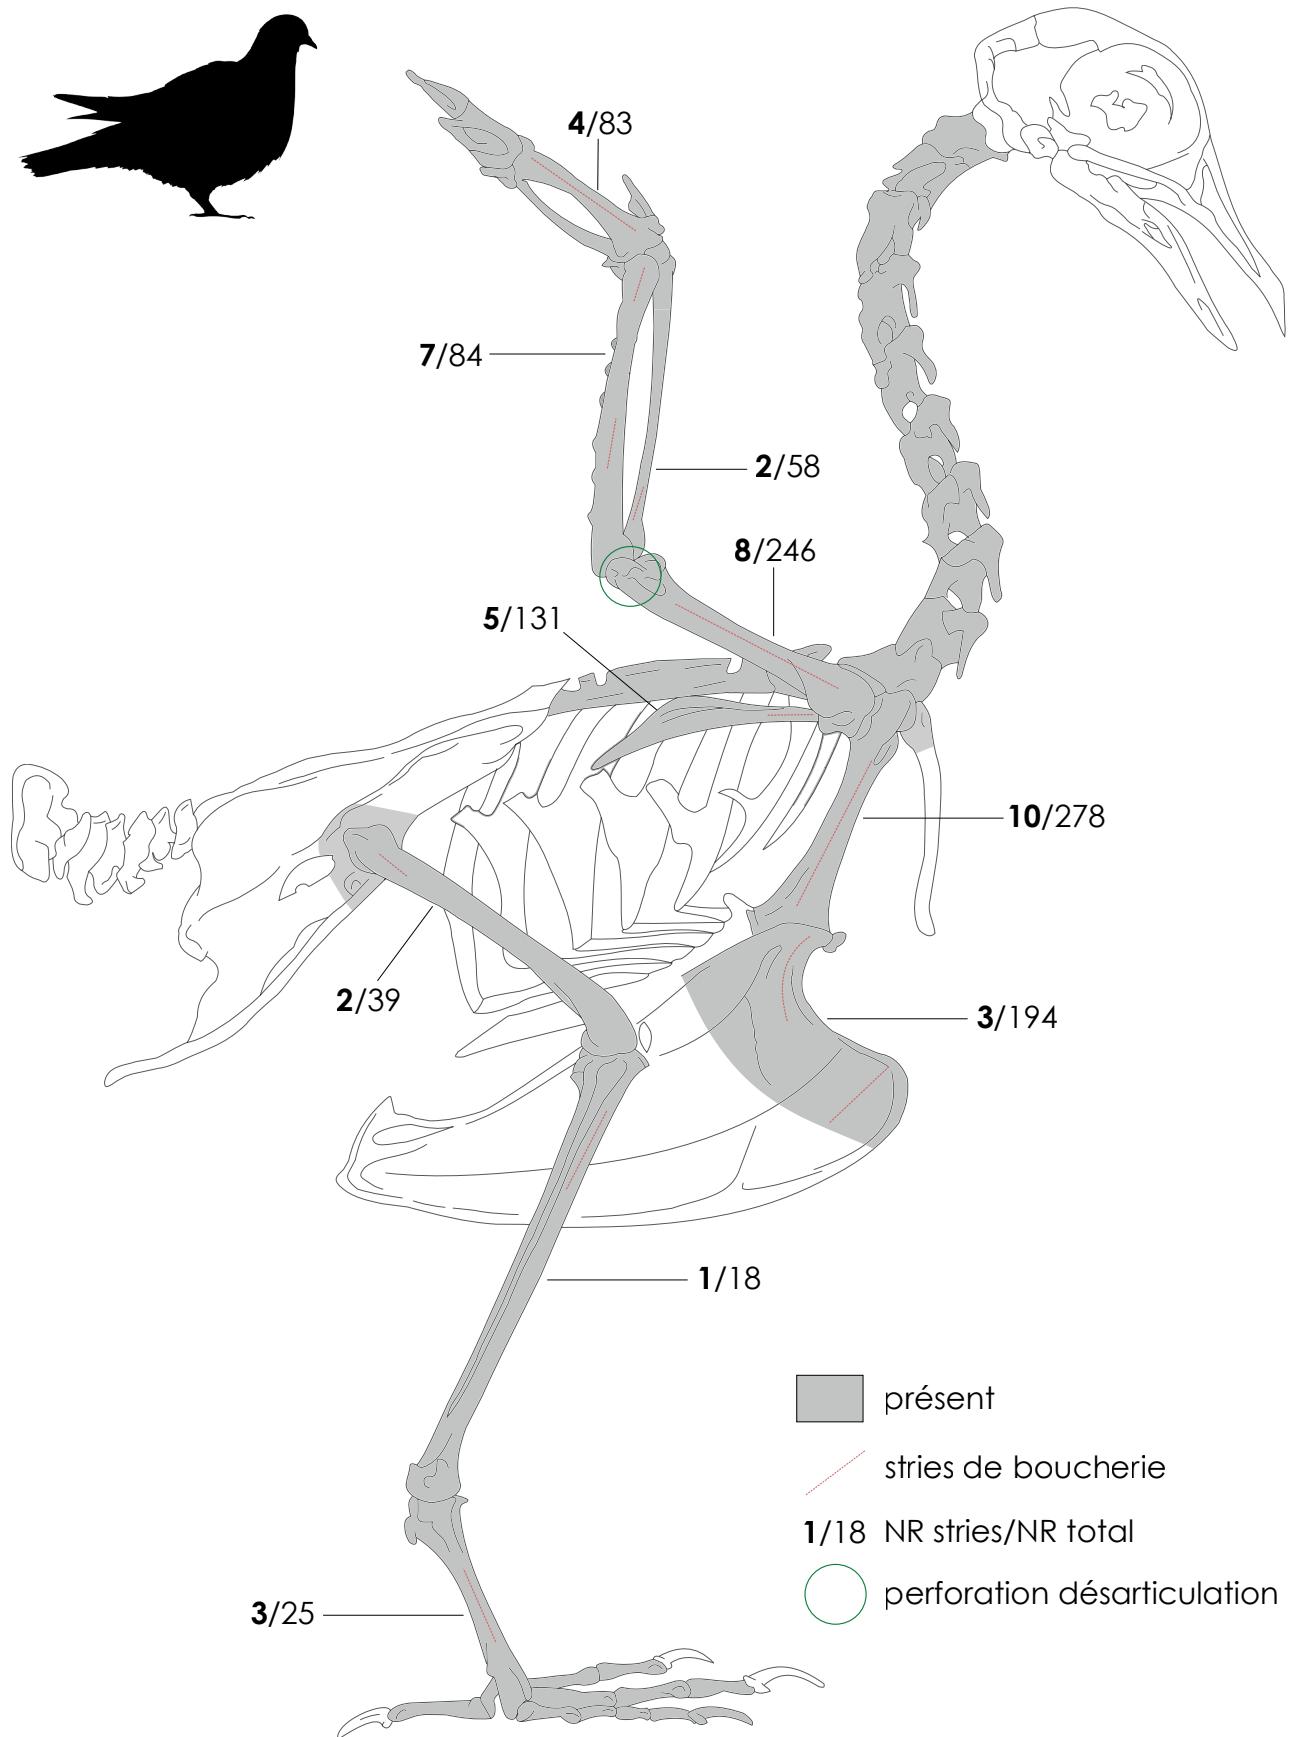 4/83
7/84
2/58
8/246
5/131
10/278
2/39
3/194
1/18
présent
stries de boucherie
1/18 NR stries/NR total
perforation désarticulation
3/25